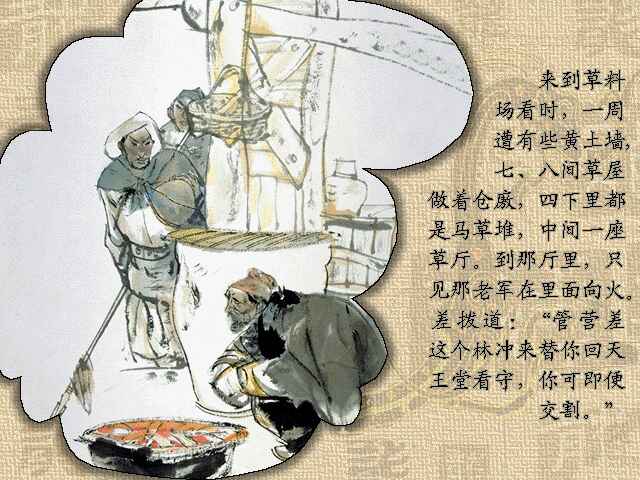 来到草料
场看时，一周
遭有些黄土墙，
七、八间草屋
做着仓廒，四下里都
是马草堆，中间一座
草厅。到那厅里，只
见那老军在里面向火。
差拨道：“管营差
这个林冲来替你回天
王堂看守，你可即便
交割。”